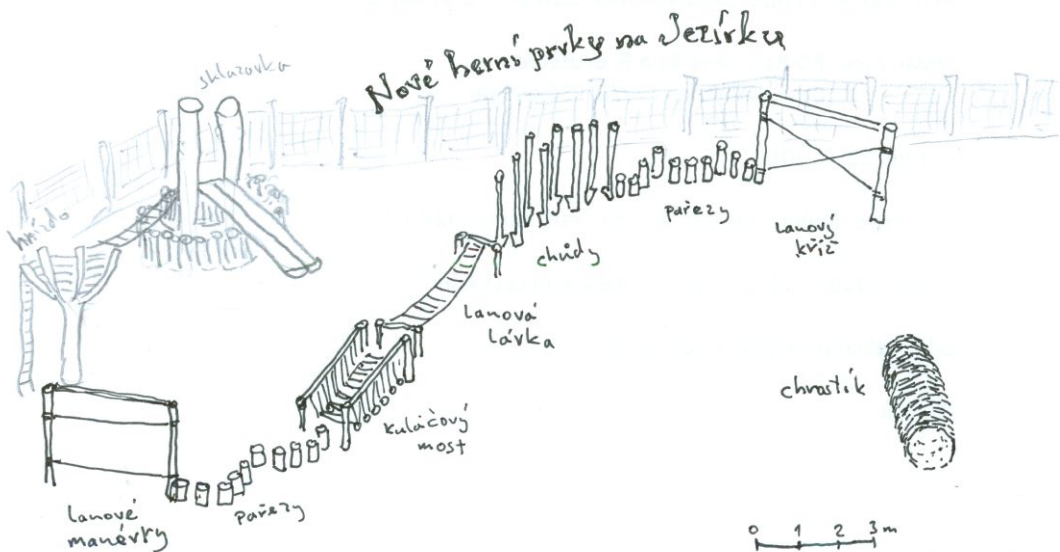 Nové herní prvky na Jezírku
skluzavka
hnízdo
pařezy
lanový
kříž
chůdy
lanová
lávka
chrastík
kuláčový
most
lanové
manévry
pařezy
0 1 2 3 m